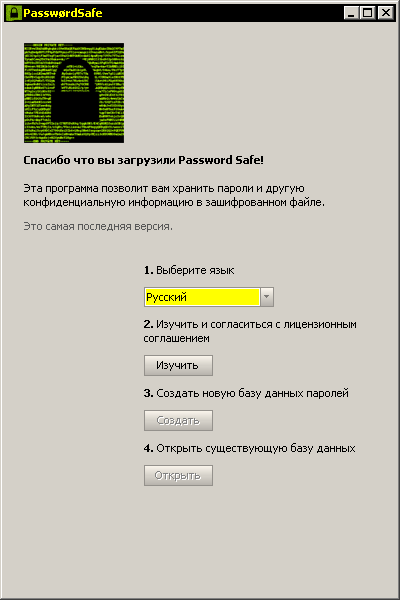 PasswørdSafe
Спасибо что вы загрузили Password Safe!
Эта программа позволит вам хранить пароли и другую
конфиденциальную информацию в зашифрованном файле.
Это самая последняя версия.
1. Выберите язык
Русский
2. Изучить и согласиться с лицензионным
соглашением
Изучить
3. Создать новую базу данных паролей
Создать
4. Открыть существующую базу данных
Открыть